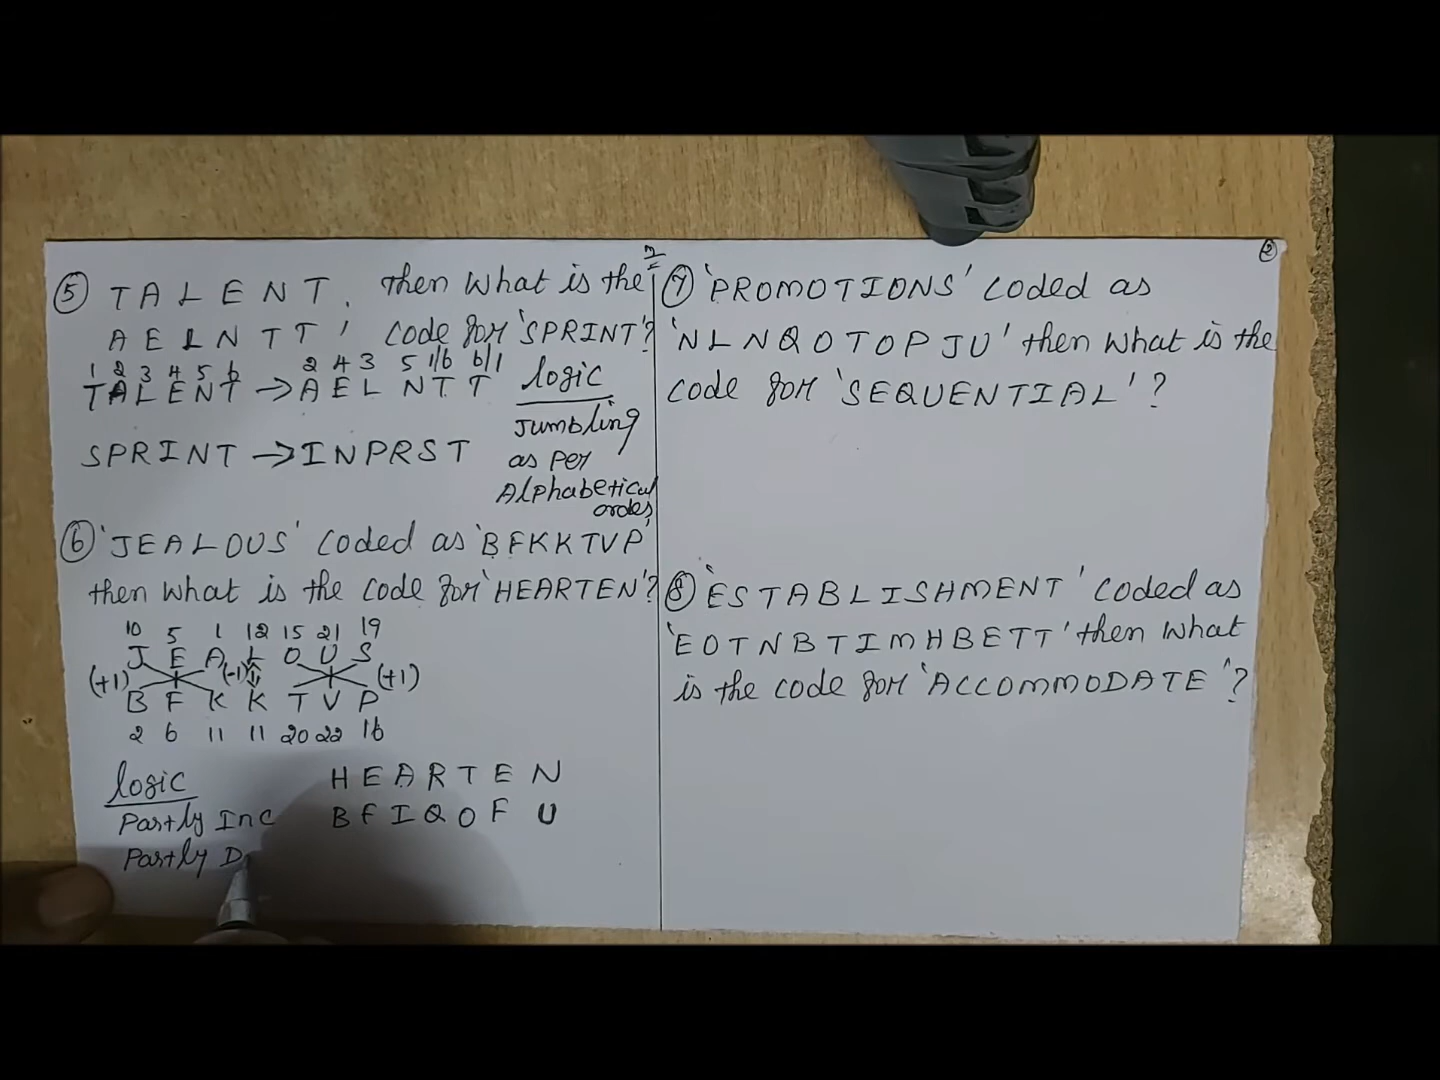 ⑤ TALENT, then what is the
AELNTT, code for 'SPRINT'?
1 2 3 4 5 6 2 4 3 5 1/6 6/1
TALENT → AELNTT
SPRINT → INPRST
logic
Jumbling
as per
Alphabetical
order
⑥ 'JEALOUS' coded as 'BFKKTVP'
then what is the code for 'HEARTEN'?
10 5 1 12 15 21 19
J E A L O U S
(+1) (-1) (+1)
B F K K T V P
2 6 11 11 20 22 16
logic
Partly Inc
Partly D
H E A R T E N
B F I Q O F U
②
⑦ 'PROMOTIONS' coded as
'NLNQOTOPJU' then what is the
code for 'SEQUENTIAL'?
⑧ 'ESTABLISHMENT' coded as
'EOTNBTIMHBETT' then what
is the code for 'ACCOMMODATE'?